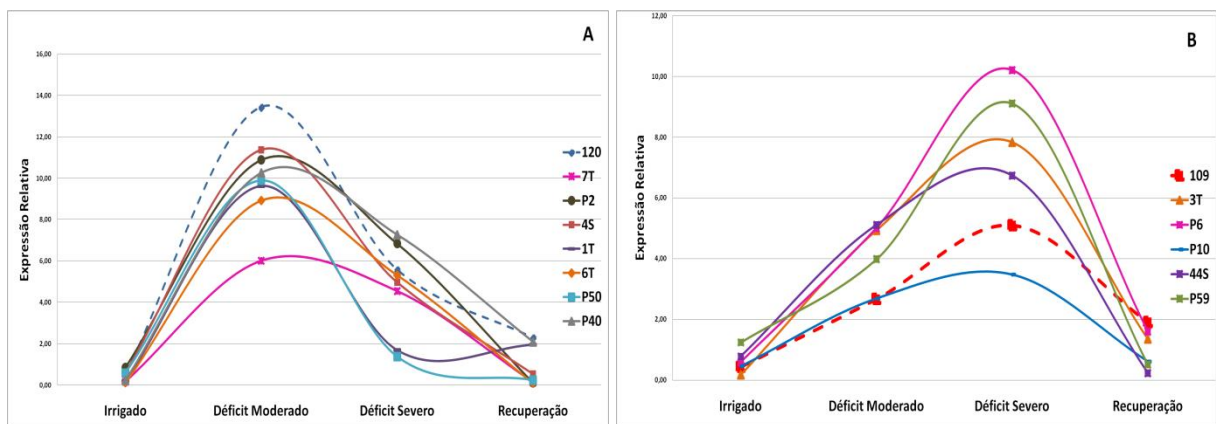 A
Expressão Relativa
16,00
14,00
12,00
10,00
8,00
6,00
4,00
2,00
0,00
Irrigado
Déficit Moderado
Déficit Severo
Recuperação
120
7T
P2
4S
1T
6T
P50
P40
B
Expressão Relativa
12,00
10,00
8,00
6,00
4,00
2,00
0,00
Irrigado
Déficit Moderado
Déficit Severo
Recuperação
109
3T
P6
P10
44S
P59